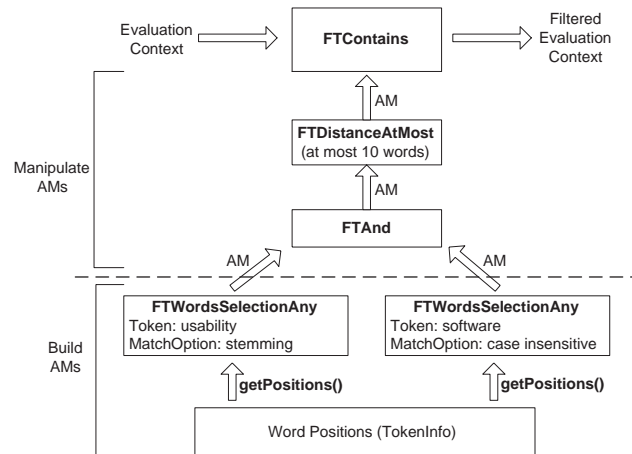 Evaluation
Context
FTContains
Filtered
Evaluation
Context
AM
FTDistanceAtMost
(at most 10 words)
Manipulate
AMs
AM
FTAnd
AM
AM
FTWordsSelectionAny
Token: usability
MatchOption: stemming
FTWordsSelectionAny
Token: software
MatchOption: case insensitive
Build
AMs
getPositions()
getPositions()
Word Positions (TokenInfo)